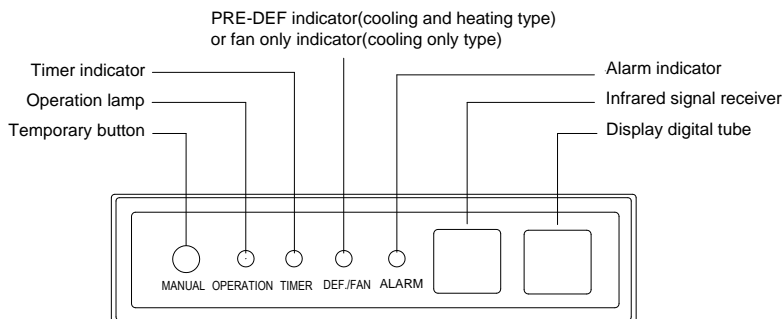 PRE-DEF indicator(cooling and heating type)
or fan only indicator(cooling only type)
Timer indicator
Alarm indicator
Operation lamp
Infrared signal receiver
Temporary button
Display digital tube
MANUAL OPERATION TIMER DEF./FAN ALARM